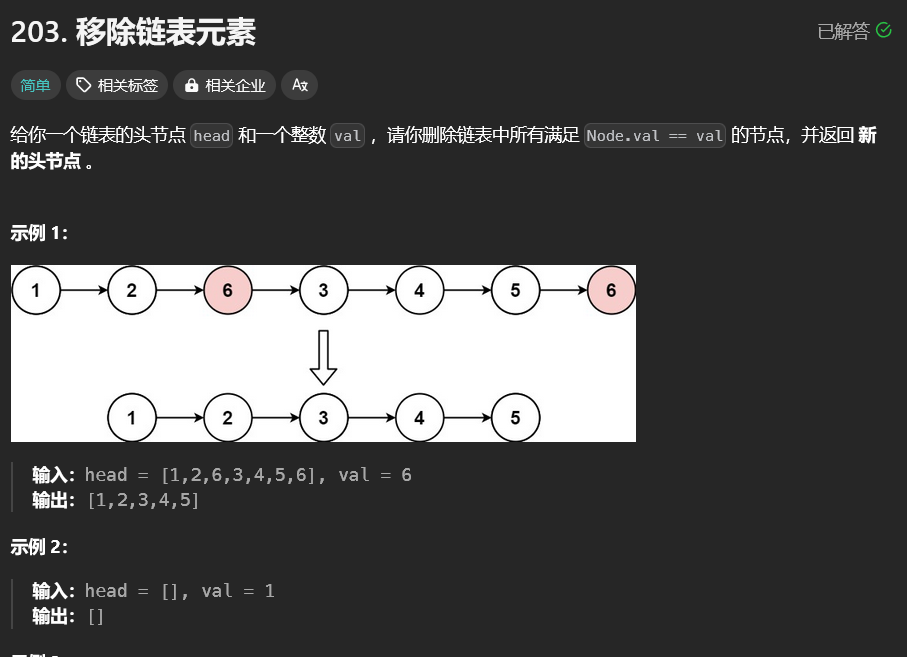 203. 移除链表元素
已解答
简单 相关标签 相关企业 Aż
给你一个链表的头节点 head 和一个整数 val ，请你删除链表中所有满足 Node.val == val 的节点，并返回 新
的头节点 。
示例 1：
1 2 6 3 4 5 6
1 2 3 4 5
输入：head = [1,2,6,3,4,5,6], val = 6
输出：[1,2,3,4,5]
示例 2：
输入：head = [], val = 1
输出：[]